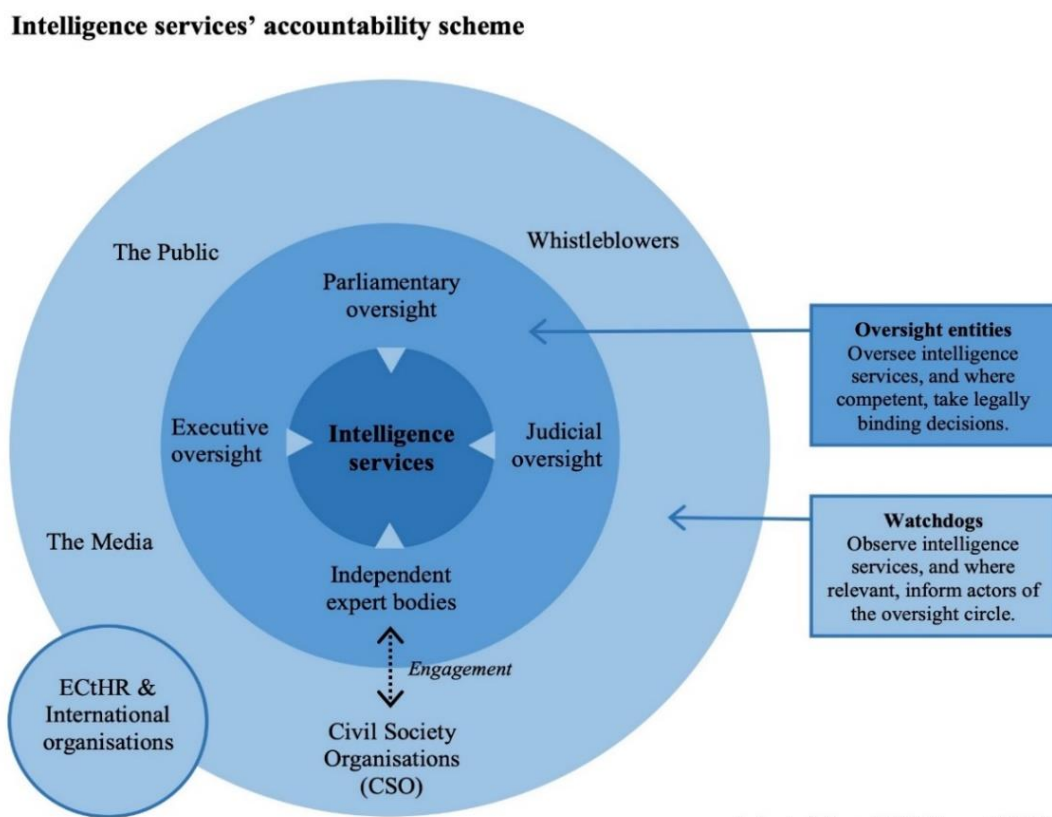 Intelligence services’ accountability scheme
The Public
Whistleblowers
Parliamentary
oversight
Oversight entities
Oversee intelligence
services, and where
competent, take legally
binding decisions.
Executive
oversight
Intelligence
services
Judicial
oversight
The Media
Watchdogs
Observe intelligence
services, and where
relevant, inform actors of
the oversight circle.
Independent
expert bodies
Engagement
ECtHR &
International
organisations
Civil Society
Organisations
(CSO)